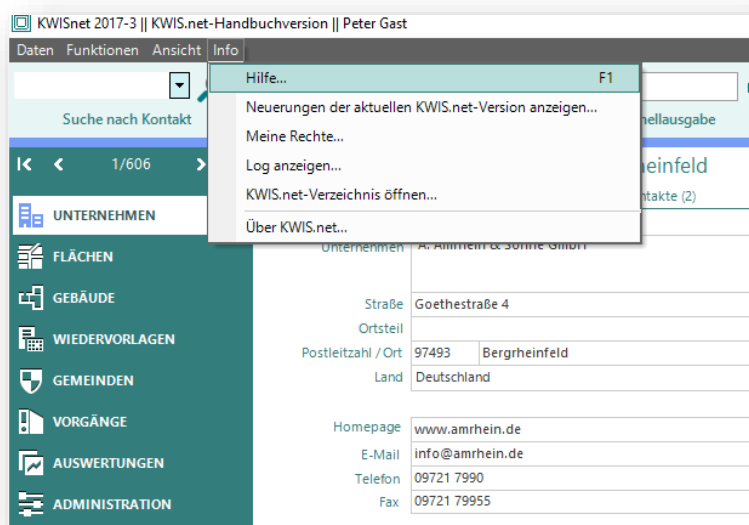 KWISnet 2017-3 || KWIS.net-Handbuchversion || Peter Gast
Daten Funktionen Ansicht Info
Hilfe... F1
Neuerungen der aktuellen KWIS.net-Version anzeigen...
Meine Rechte...
Log anzeigen...
KWIS.net-Verzeichnis öffnen...
Über KWIS.net...
Suche nach Kontakt
nellausgabe
1/606
heinfeld
ntakte (2)
UNTERNEHMEN
FLÄCHEN
GEBÄUDE
WIEDERVORLAGEN
GEMEINDEN
VORGÄNGE
AUSWERTUNGEN
ADMINISTRATION
Unternehmen
Straße Goethestraße 4
Ortsteil
Postleitzahl / Ort 97493 Bergrheinfeld
Land Deutschland
Homepage www.amrhein.de
E-Mail info@amrhein.de
Telefon 09721 7990
Fax 09721 79955